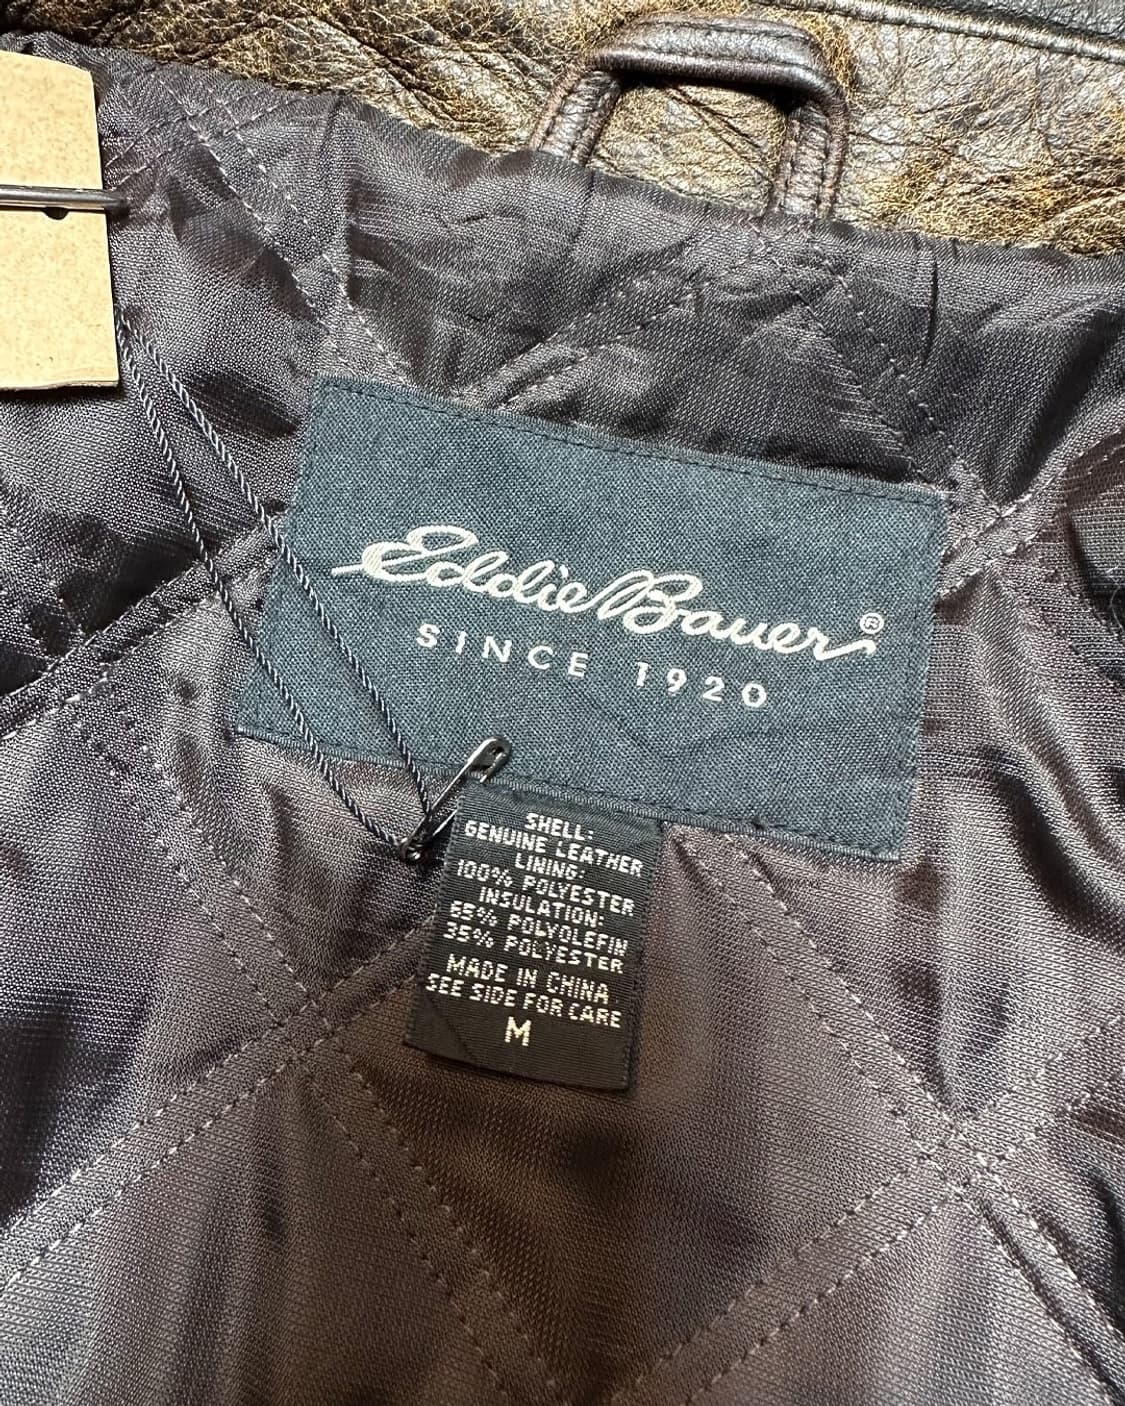 Eddie Bauer®
SINCE 1920
SHELL:
GENUINE LEATHER
LINING:
100% POLYESTER
INSULATION:
65% POLYOLEFIN
35% POLYESTER
MADE IN CHINA
SEE SIDE FOR CARE
M